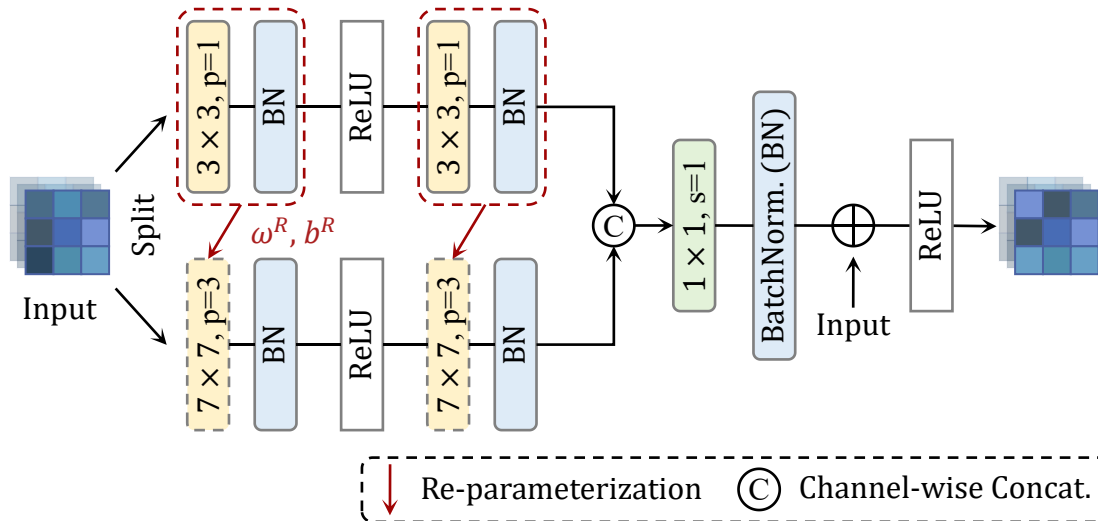 3 × 3, p=1
BN
ReLU
3 × 3, p=1
BN
Split
Input
ω^R, b^R
7 × 7, p=3
BN
ReLU
7 × 7, p=3
BN
C
1 × 1, s=1
BatchNorm. (BN)
Input
ReLU
Re-parameterization
C Channel-wise Concat.